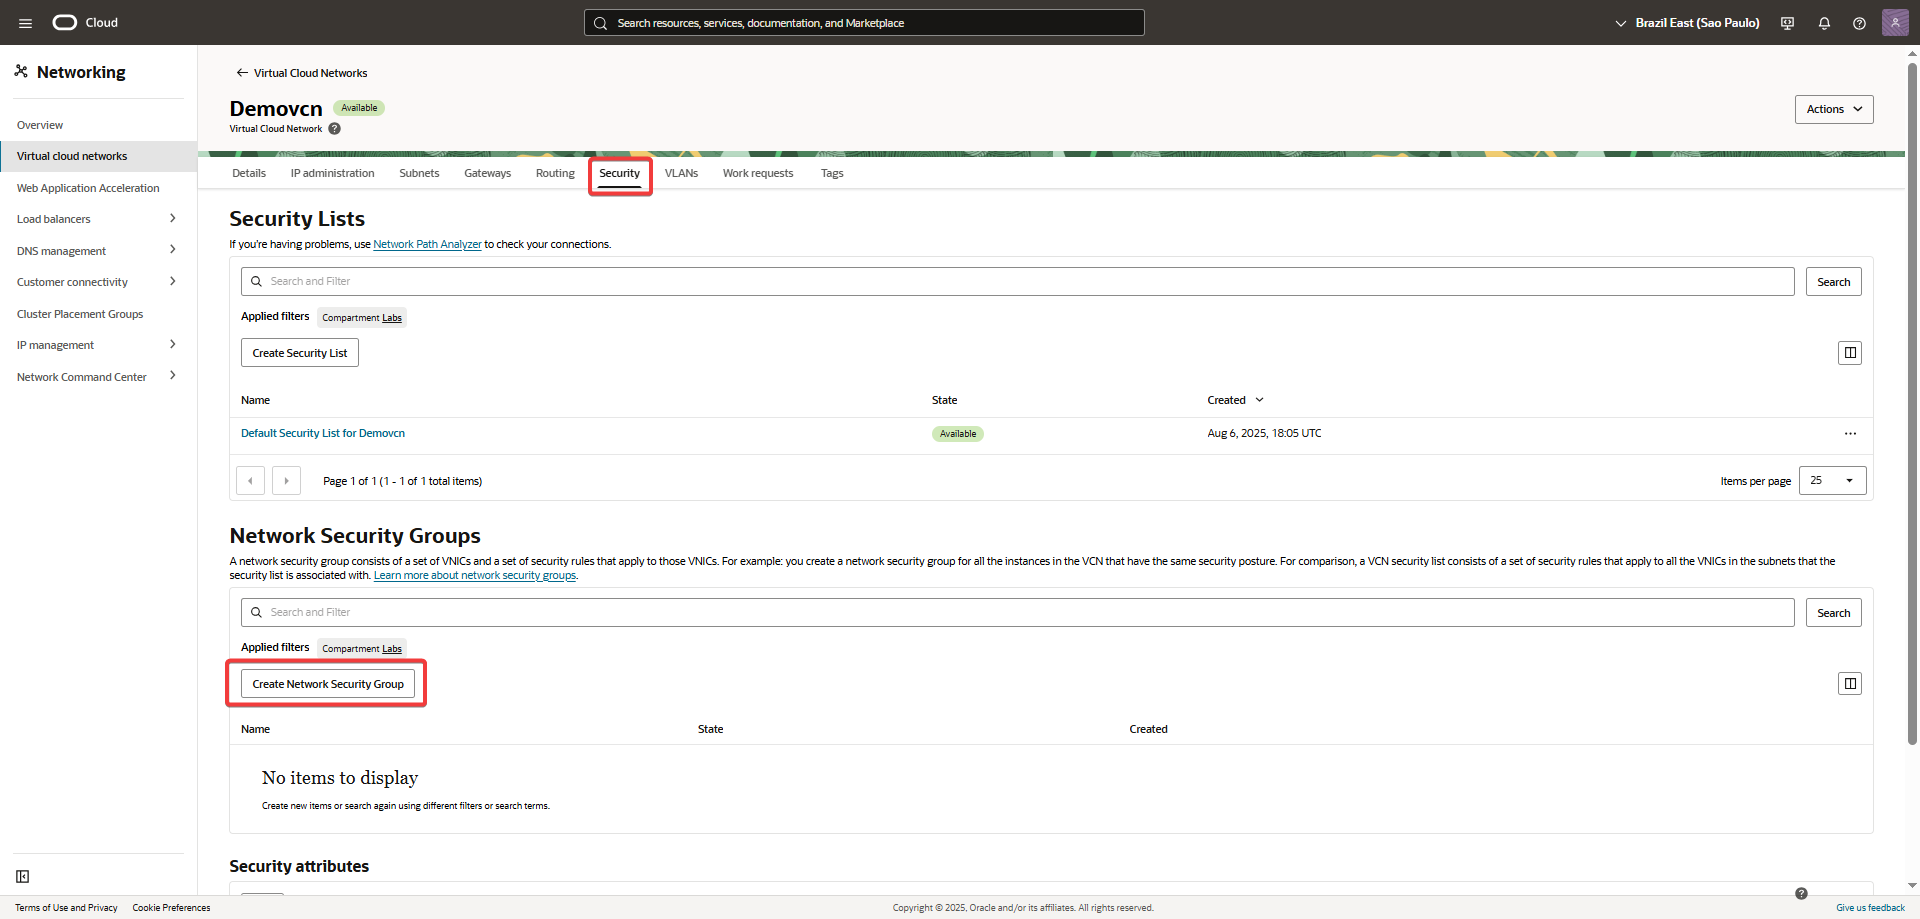 Cloud
Search resources, services, documentation, and Marketplace
Brazil East (Sao Paulo)
Networking
Overview
Virtual cloud networks
Web Application Acceleration
Load balancers
DNS management
Customer connectivity
Cluster Placement Groups
IP management
Network Command Center
Virtual Cloud Networks
Demovcn Available
Virtual Cloud Network
Actions
Details IP administration Subnets Gateways Routing Security VLANs Work requests Tags
Security Lists
If you're having problems, use Network Path Analyzer to check your connections.
Search and Filter Search
Applied filters Compartment Labs
Create Security List
Name State Created
Default Security List for Demovcn Available Aug 6, 2025, 18:05 UTC
Page 1 of 1 (1 - 1 of 1 total items) Items per page 25
Network Security Groups
A network security group consists of a set of VNICs and a set of security rules that apply to those VNICs. For example: you create a network security group for all the instances in the VCN that have the same security posture. For comparison, a VCN security list consists of a set of security rules that apply to all the VNICs in the subnets that the
security list is associated with. Learn more about network security groups.
Search and Filter Search
Applied filters Compartment Labs
Create Network Security Group
Name State Created
No items to display
Create new items or search again using different filters or search terms.
Security attributes
Terms of Use and Privacy Cookie Preferences
Copyright © 2025, Oracle and/or its affiliates. All rights reserved.
Give us feedback